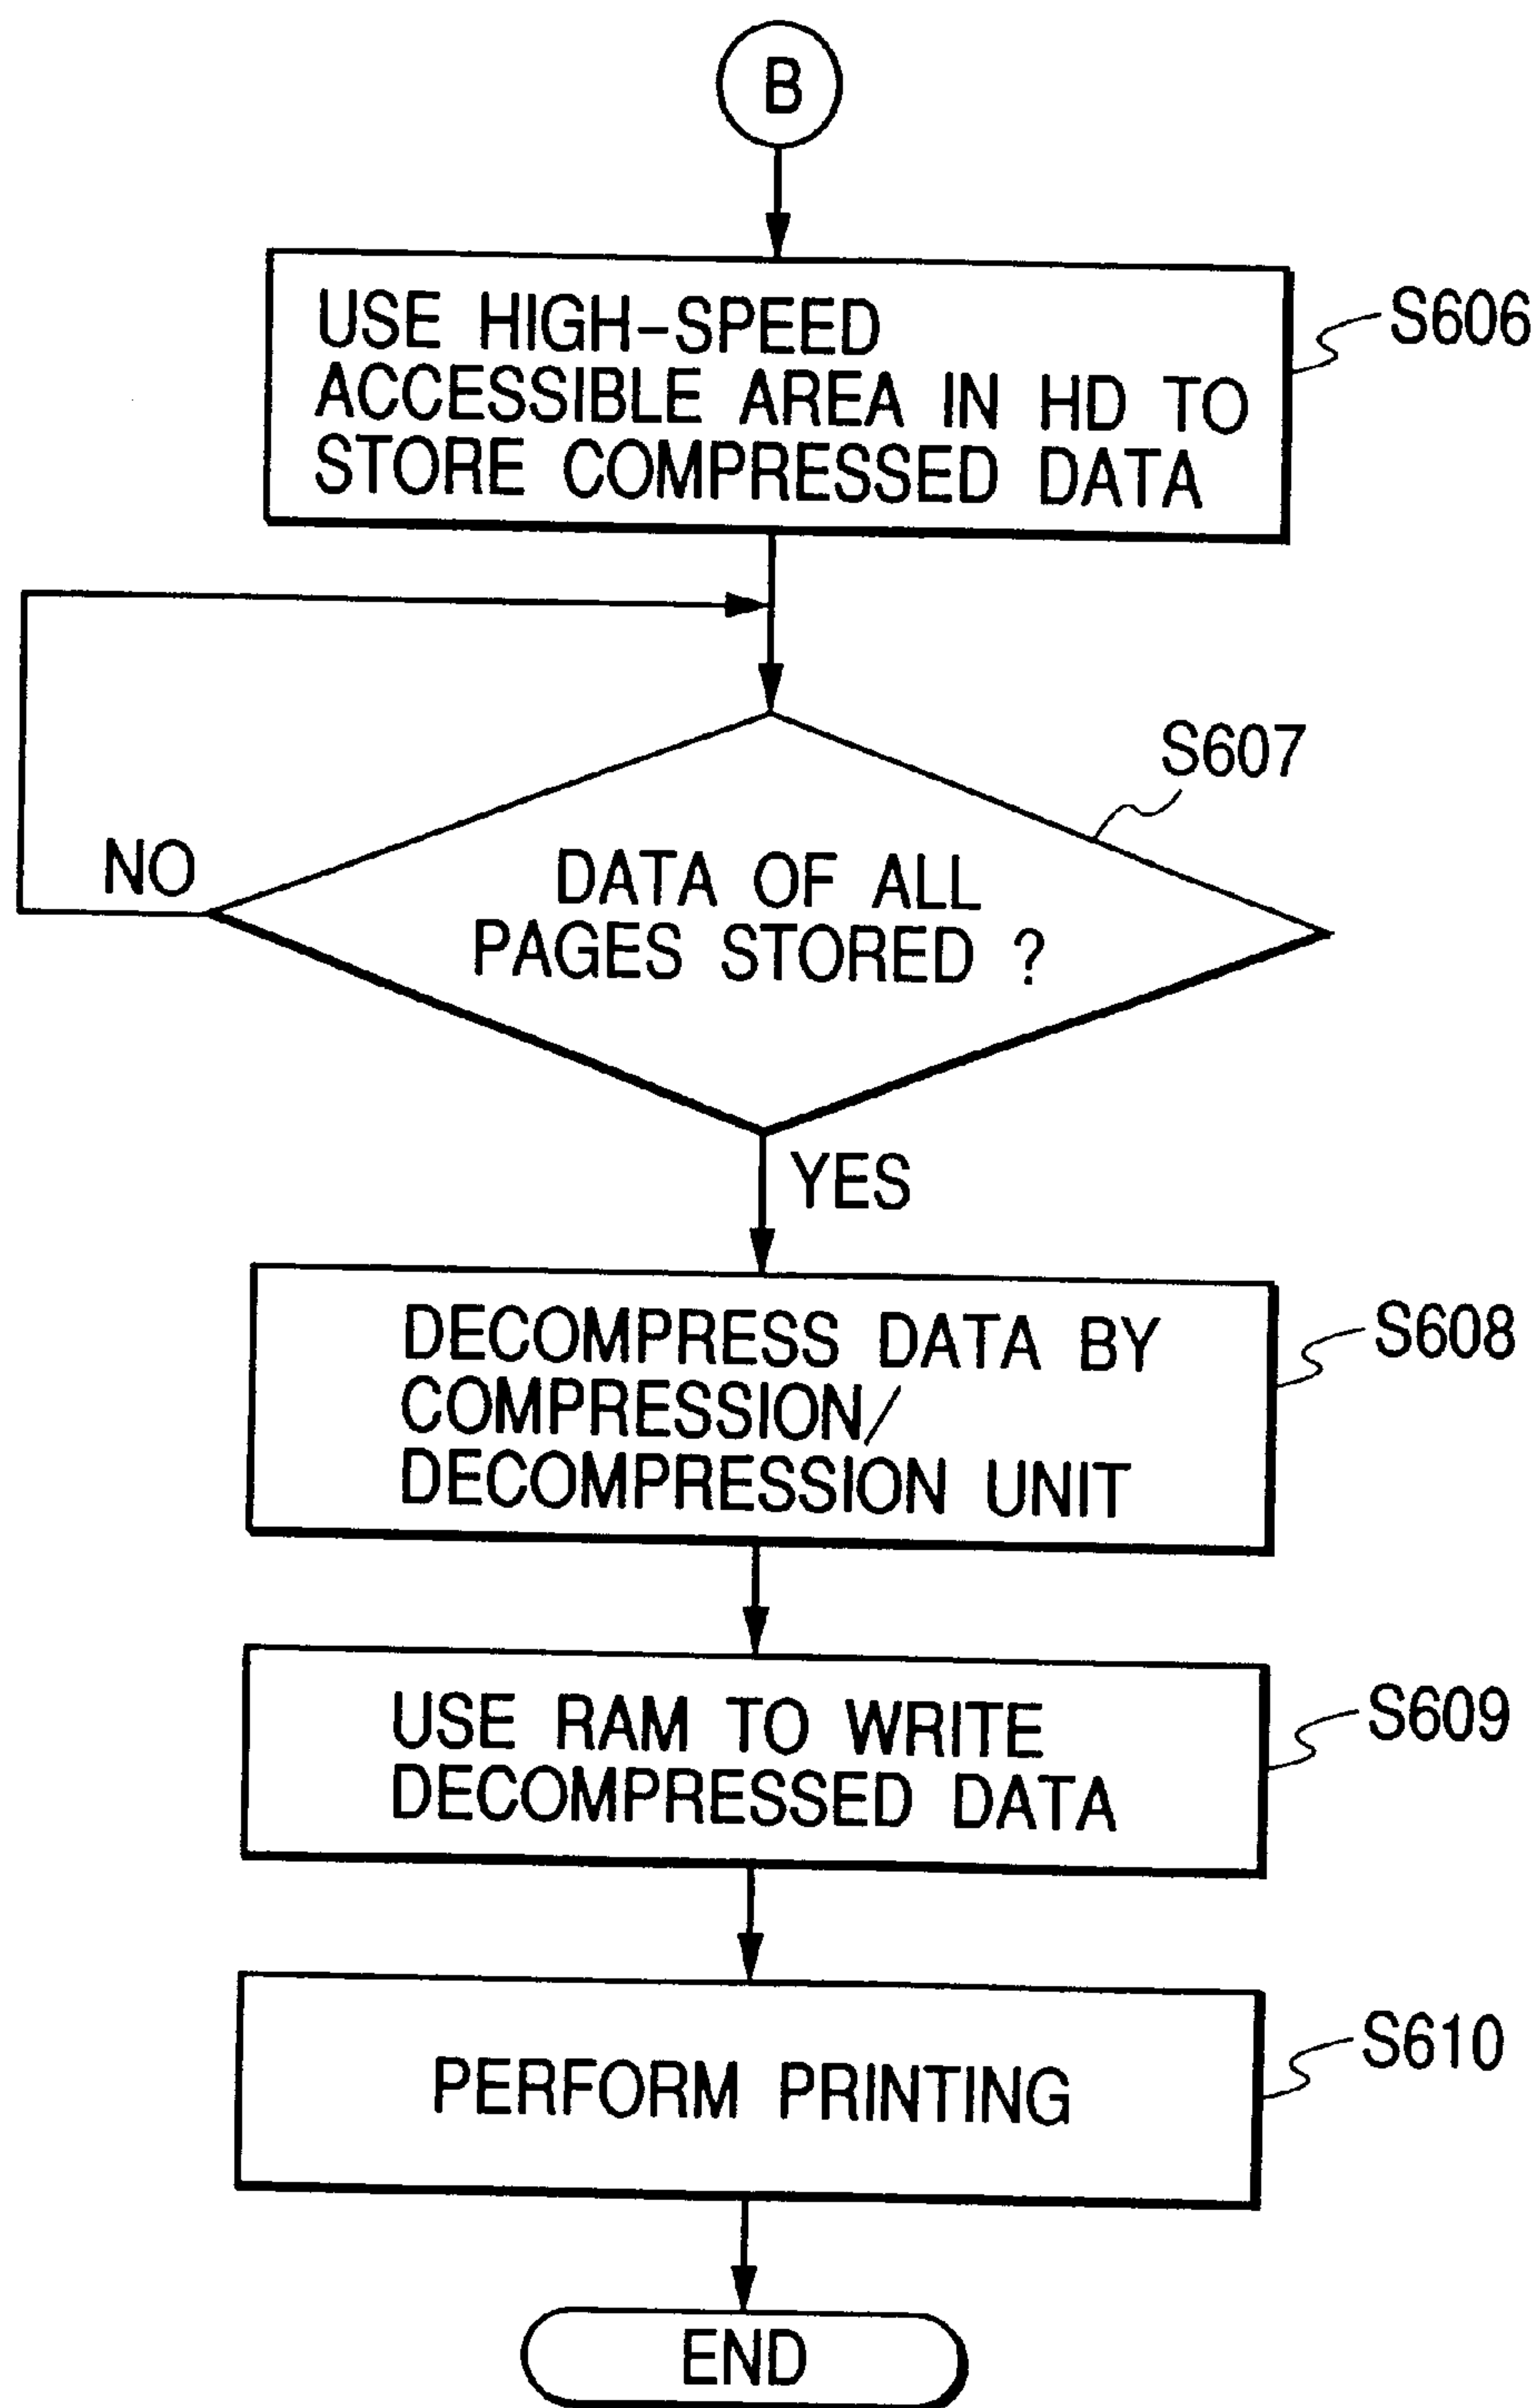 B
USE HIGH-SPEED
ACCESSIBLE AREA IN HD TO
STORE COMPRESSED DATA
S606
S607
NO
DATA OF ALL
PAGES STORED ?
YES
DECOMPRESS DATA BY
COMPRESSION/
DECOMPRESSION UNIT
S608
USE RAM TO WRITE
DECOMPRESSED DATA
S609
PERFORM PRINTING
S610
END